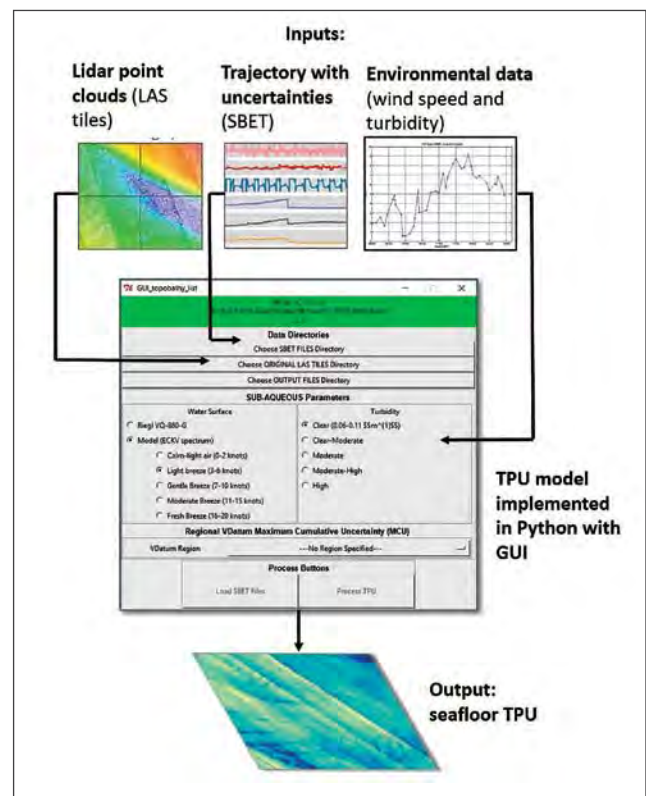 Inputs:
Lidar point
clouds (LAS
tiles)
Trajectory with
uncertainties
(SBET)
Environmental data
(wind speed and
turbidity)
GUI_topobathy_list
Data Directories
Choose SBET FILES Directory
Choose ORIGINAL LAS TILES Directory
Choose OUTPUT FILES Directory
SUB-AQUEOUS Parameters
Water Surface
Riegl VQ-880-G
Model (ECKV spectrum)
Calm-light air (0-2 knots)
Light breeze (3-6 knots)
Gentle Breeze (7-10 knots)
Moderate Breeze (11-15 knots)
Fresh Breeze (16-20 knots)
Turbidity
Clear (0.06-0.11 $$m^{1}$$)
Clear-Moderate
Moderate
Moderate-High
High
Regional VDatum Maximum Cumulative Uncertainty (MCU)
VDatum Region
---No Region Specified---
Process Buttons
Load SBET Files
Process TPU
TPU model
implemented
in Python with
GUI
Output:
seafloor TPU